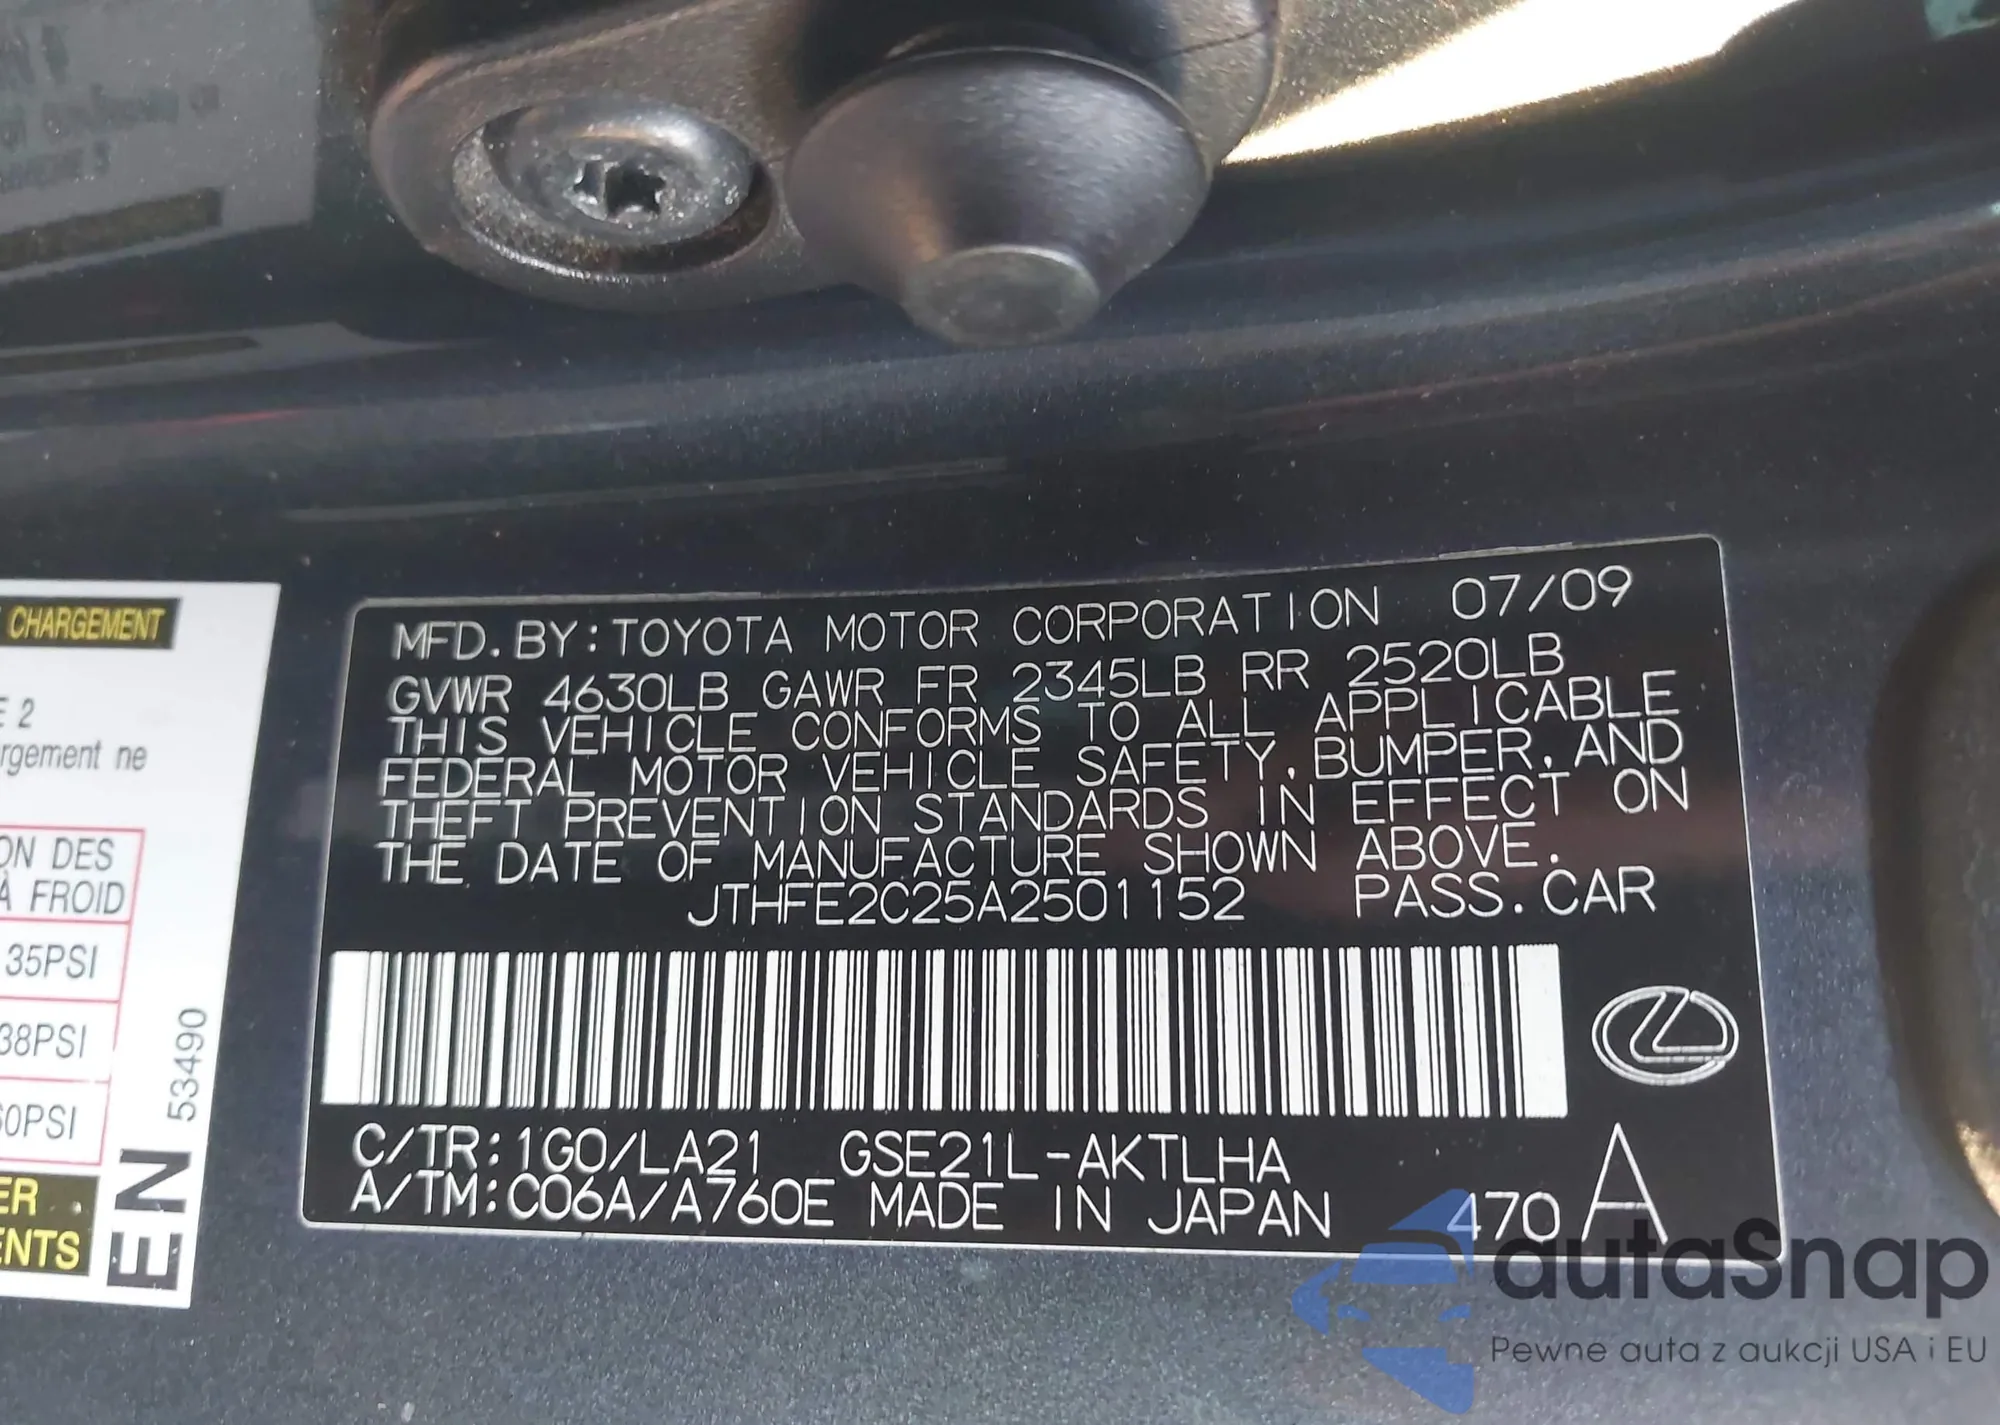 CHARGEMENT
E 2
rgement ne
ON DES
À FROID
35PSI
38PSI
60PSI
ER
ENTS
EN
53490
MFD. BY: TOYOTA MOTOR CORPORATION 07/09
GVWR 4630LB GAWR FR 2345LB RR 2520LB
THIS VEHICLE CONFORMS TO ALL APPLICABLE
FEDERAL MOTOR VEHICLE SAFETY, BUMPER, AND
THEFT PREVENTION STANDARDS IN EFFECT ON
THE DATE OF MANUFACTURE SHOWN ABOVE.
JTHFE2C25A2501152 PASS. CAR
C/TR: 1G0/LA21 GSE21L-AKTLHA
A/TM: C06A/A760E MADE IN JAPAN 470 A
autaSnap
Pewne auta z aukcji USA i EU